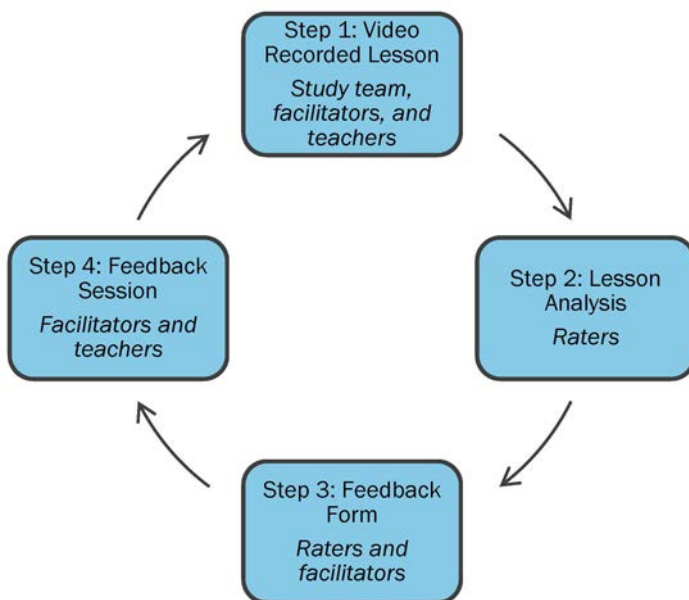 Step 1: Video
Recorded Lesson
Study team,
facilitators, and
teachers
Step 2: Lesson
Analysis
Raters
Step 3: Feedback
Form
Raters and
facilitators
Step 4: Feedback
Session
Facilitators and
teachers